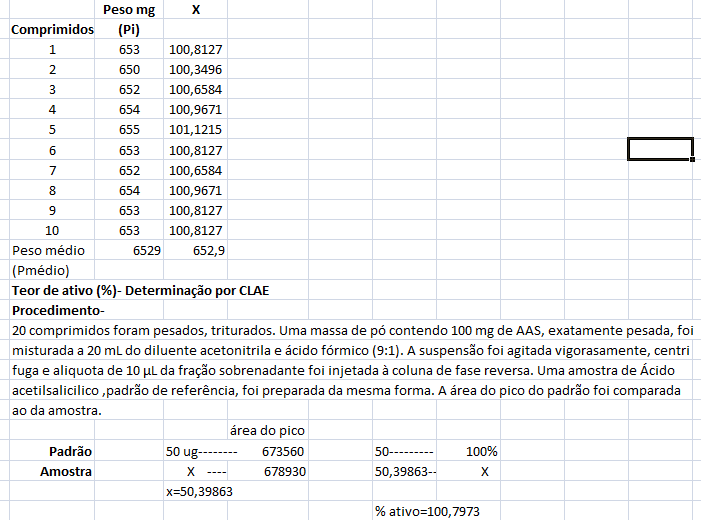 Peso mg X
Comprimidos (Pi)
1 653 100,8127
2 650 100,3496
3 652 100,6584
4 654 100,9671
5 655 101,1215
6 653 100,8127
7 652 100,6584
8 654 100,9671
9 653 100,8127
10 653 100,8127
Peso médio 6529 652,9
(Pmédio)
Teor de ativo (%)- Determinação por CLAE
Procedimento-
20 comprimidos foram pesados, triturados. Uma massa de pó contendo 100 mg de AAS, exatamente pesada, foi
misturada a 20 mL do diluente acetonitrila e ácido fórmico (9:1). A suspensão foi agitada vigorasamente, centri
fuga e aliquota de 10 µL da fração sobrenadante foi injetada à coluna de fase reversa. Uma amostra de Ácido
acetilsalicilico ,padrão de referência, foi preparada da mesma forma. A área do pico do padrão foi comparada
ao da amostra.
área do pico
Padrão 50 ug-------- 673560 50--------- 100%
Amostra X ---- 678930 50,39863-- X
x=50,39863
% ativo=100,7973